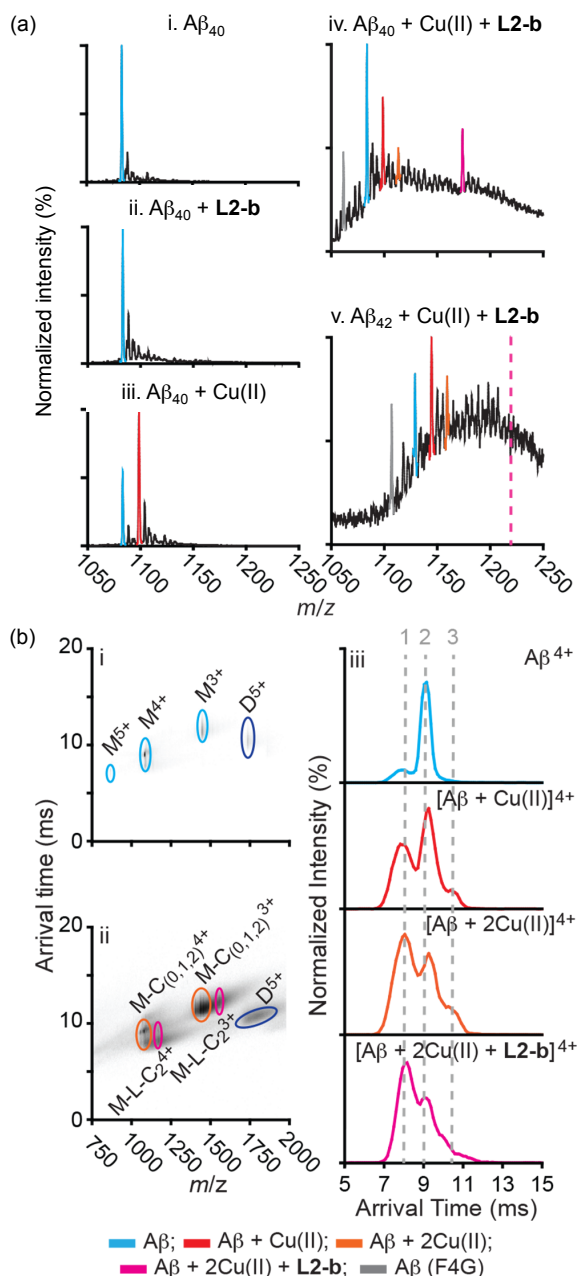 (a)
i. Aβ40
ii. Aβ40 + L2-b
iii. Aβ40 + Cu(II)
Normalized intensity (%)
1050 1100 1150 1200 1250
iv. Aβ40 + Cu(II) + L2-b
v. Aβ42 + Cu(II) + L2-b
1050 1100 1150 1200 1250
m/z
(b)
i
20
10
0
M5+
M4+
M3+
D5+
Arrival time (ms)
ii
20
10
0
M-C(0,1,2)4+
M-C(0,1,2)3+
D5+
M-L-C24+
M-L-C23+
750 1000 1250 1500 1750 2000
m/z
iii
1 2 3
Aβ4+
[Aβ + Cu(II)]4+
[Aβ + 2Cu(II)]4+
[Aβ + 2Cu(II) + L2-b]4+
Normalized Intensity (%)
5 7 9 11 13 15
Arrival Time (ms)
Aβ; Aβ + Cu(II); Aβ + 2Cu(II);
Aβ + 2Cu(II) + L2-b; Aβ (F4G)